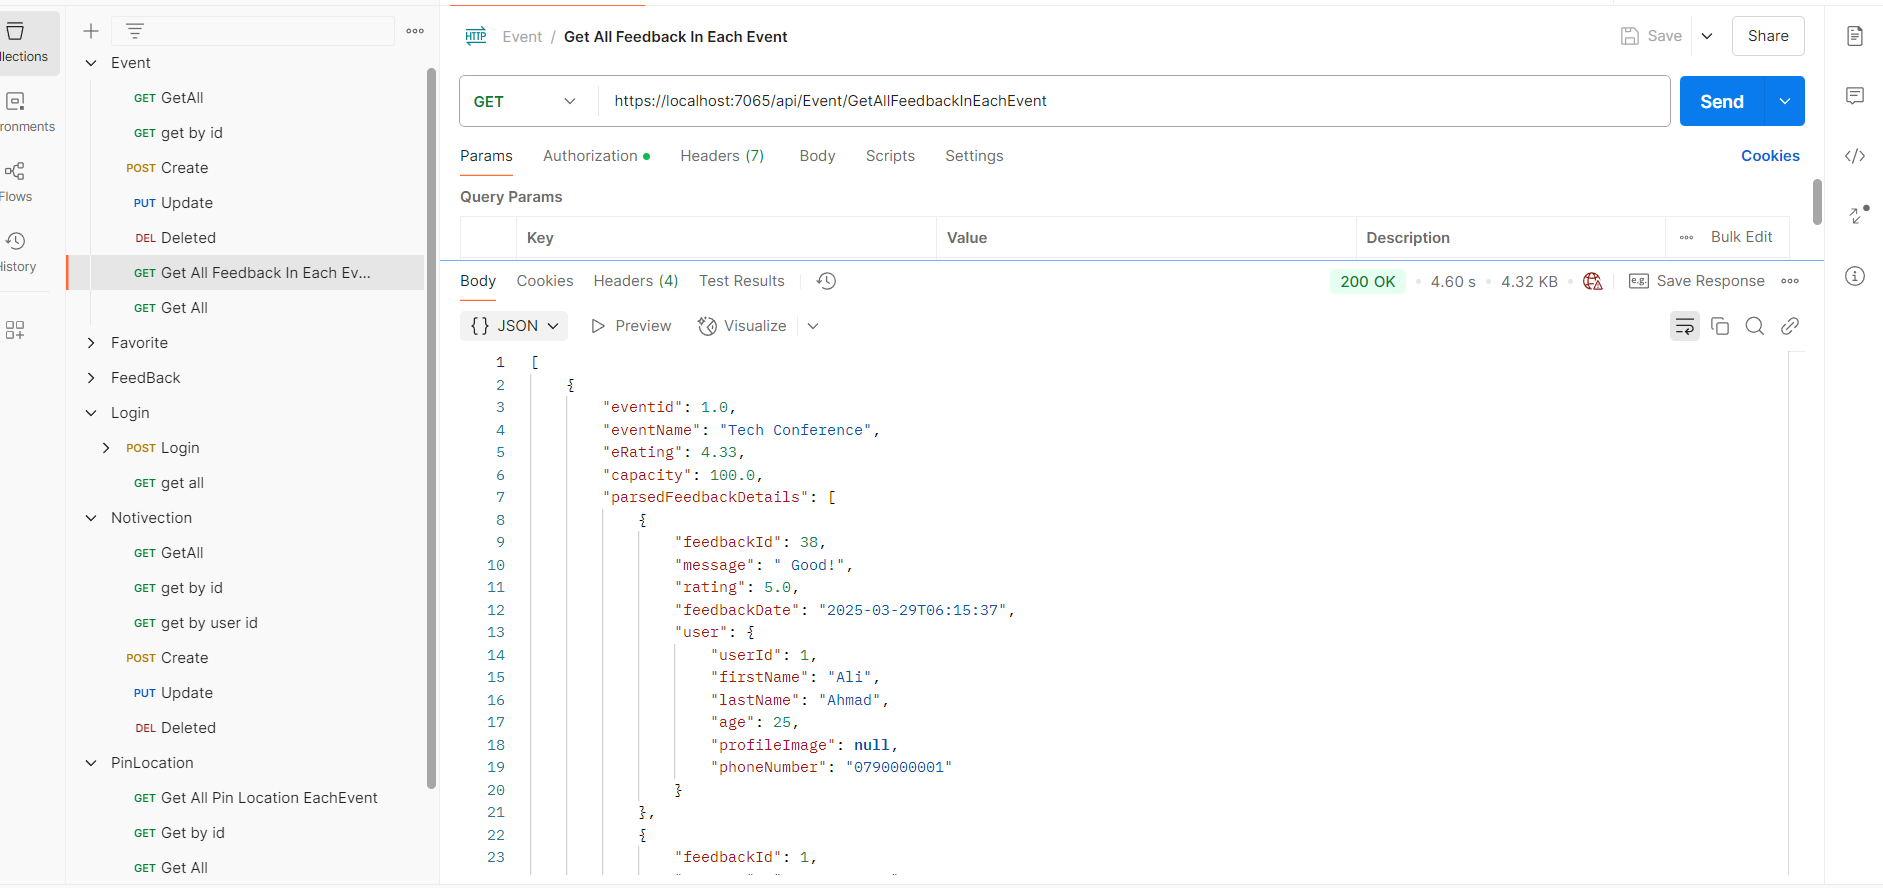 llections
ronments
Flows
History
Event
GET GetAll
GET get by id
POST Create
PUT Update
DEL Deleted
GET Get All Feedback In Each Ev...
GET Get All
Favorite
FeedBack
Login
POST Login
GET get all
Notivection
GET GetAll
GET get by id
GET get by user id
POST Create
PUT Update
DEL Deleted
PinLocation
GET Get All Pin Location EachEvent
GET Get by id
GET Get All
HTTP Event / Get All Feedback In Each Event
Save Share
GET https://localhost:7065/api/Event/GetAllFeedbackInEachEvent Send
Params Authorization Headers (7) Body Scripts Settings Cookies
Query Params
Key Value Description Bulk Edit
Body Cookies Headers (4) Test Results 200 OK 4.60 s 4.32 KB e.g. Save Response
{} JSON Preview Visualize
1 [
2 {
3 "eventid": 1.0,
4 "eventName": "Tech Conference",
5 "eRating": 4.33,
6 "capacity": 100.0,
7 "parsedFeedbackDetails": [
8 {
9 "feedbackId": 38,
10 "message": " Good!",
11 "rating": 5.0,
12 "feedbackDate": "2025-03-29T06:15:37",
13 "user": {
14 "userId": 1,
15 "firstName": "Ali",
16 "lastName": "Ahmad",
17 "age": 25,
18 "profileImage": null,
19 "phoneNumber": "0790000001"
20 }
21 },
22 {
23 "feedbackId": 1,